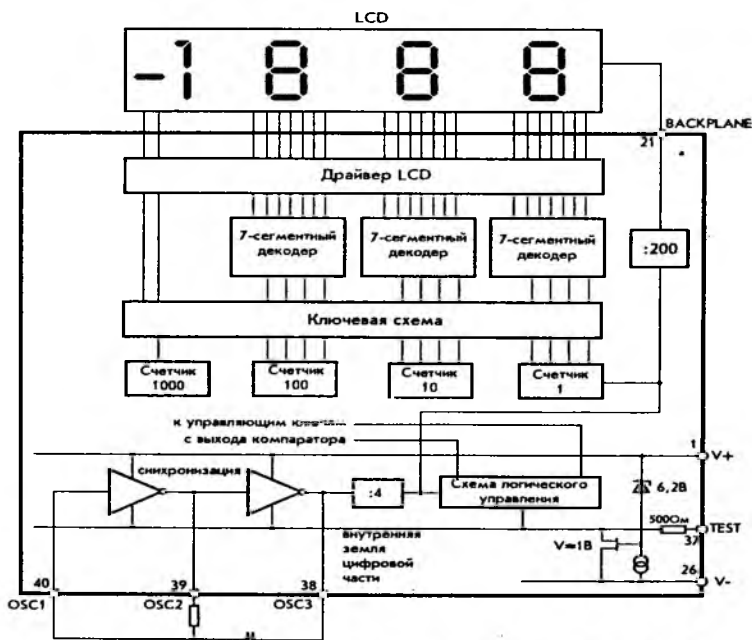 LCD
-1 8 8 8
BACKPLANE
21
Драйвер LCD
7-сегментный
декодер
7-сегментный
декодер
7-сегментный
декодер
:200
Ключевая схема
Счетчик
1000
Счетчик
100
Счетчик
10
Счетчик
1
к управляющим
с выхода компаратора
1
V+
синхронизация
:4
Схема логического
управления
6,2В
500Ом
TEST
37
внутренняя
земля
цифровой
части
V=1В
26
V-
40
39
38
OSC1
OSC2
OSC3